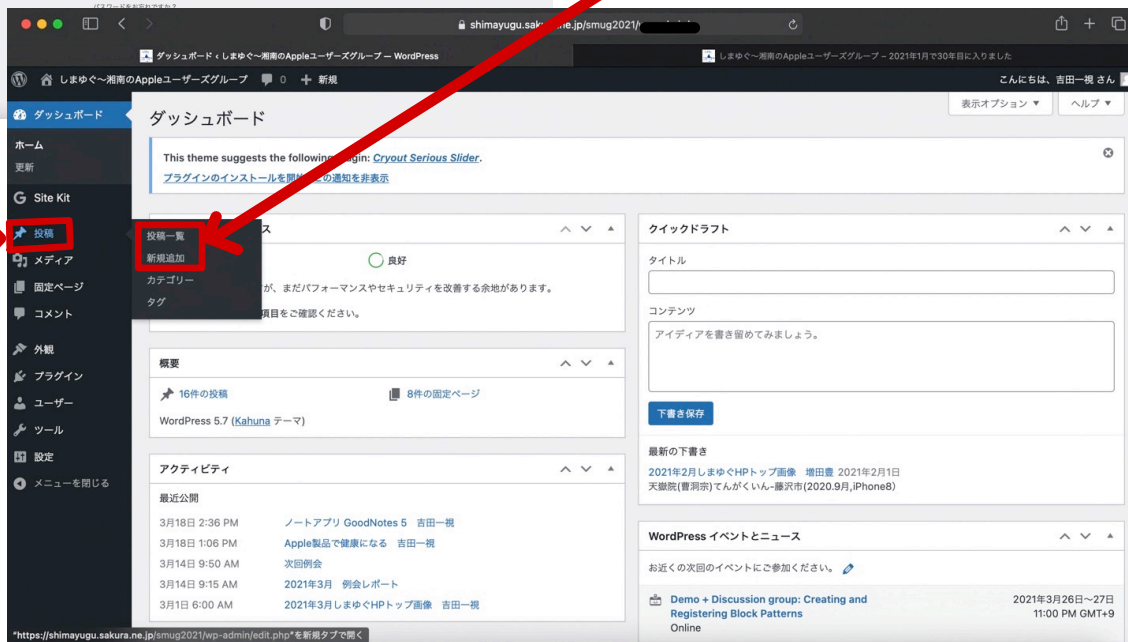 パスワードをお忘れですか？
shimayugu.sakura.ne.jp/smug2021/
ダッシュボード ‹ しまゆぐ〜湘南のAppleユーザーズグループ — WordPress
しまゆぐ〜湘南のAppleユーザーズグループ – 2021年1月で30年目に入りました
しまゆぐ〜湘南のAppleユーザーズグループ 0 + 新規
こんにちは、吉田一視 さん
ダッシュボード
ホーム
更新
Site Kit
投稿
メディア
固定ページ
コメント
外観
プラグイン
ユーザー
ツール
設定
メニューを閉じる
投稿一覧
新規追加
カテゴリー
タグ
ダッシュボード
表示オプション ▼
ヘルプ ▼
This theme suggests the following plugin: Cryout Serious Slider.
プラグインのインストールを開始 この通知を非表示
ス
良好
が、まだパフォーマンスやセキュリティを改善する余地があります。
項目をご確認ください。
概要
16件の投稿
8件の固定ページ
WordPress 5.7 (Kahuna テーマ)
アクティビティ
最近公開
3月18日 2:36 PM ノートアプリ GoodNotes 5 吉田一視
3月18日 1:06 PM Apple製品で健康になる 吉田一視
3月14日 9:50 AM 次回例会
3月14日 9:15 AM 2021年3月 例会レポート
3月1日 6:00 AM 2021年3月しまゆぐHPトップ画像 吉田一視
クイックドラフト
タイトル
コンテンツ
アイディアを書き留めてみましょう。
下書き保存
最新の下書き
2021年2月しまゆぐHPトップ画像 増田豊 2021年2月1日
天嶽院(曹洞宗)てんがくいん-藤沢市(2020.9月,iPhone8)
WordPress イベントとニュース
お近くの次回のイベントにご参加ください。
Demo + Discussion group: Creating and
Registering Block Patterns
Online
2021年3月26日〜27日
11:00 PM GMT+9
"https://shimayugu.sakura.ne.jp/smug2021/wp-admin/edit.php"を新規タブで開く